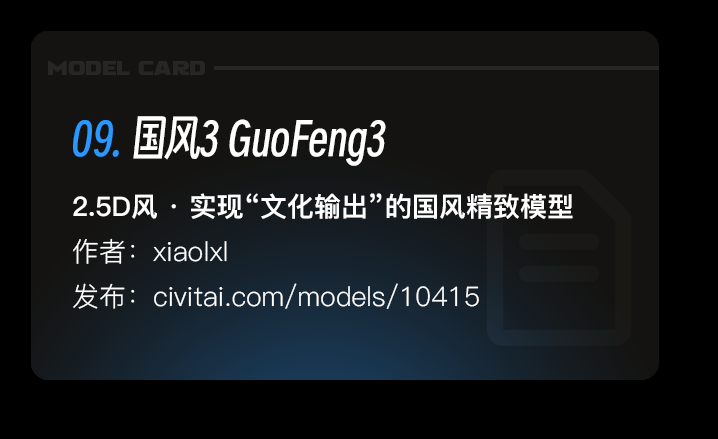 MODEL CARD
09. 国风3 GuoFeng3
2.5D风 · 实现“文化输出”的国风精致模型
作者：xiaolxl
发布：civitai.com/models/10415